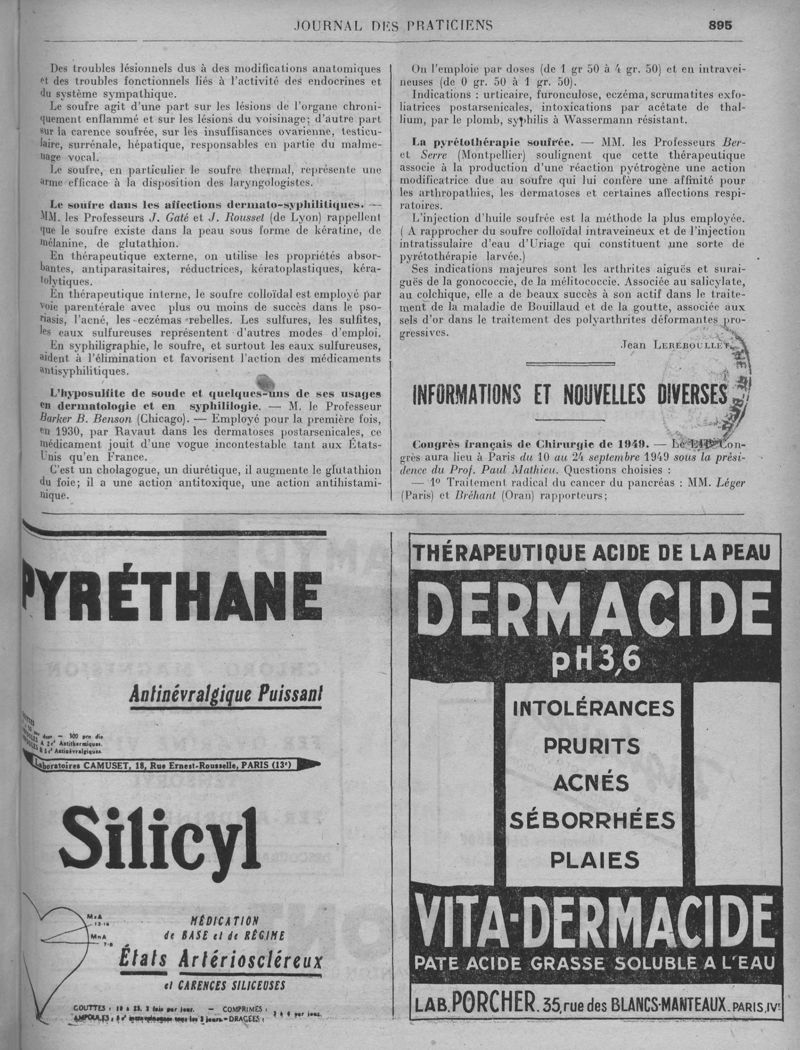 JOURNAL DES PRATICIENS
895
Des troubles lésionnels dus à des modifications anatomiques
et des troubles fonctionnels liés à l'activité des endocrines et
du système sympathique.
Le soufre agit d'une part sur les lésions de l'organe chroni-
quement enflammé et sur les lésions du voisinage; d'autre part
sur la carence soufrée, sur les insuffisances ovarienne, testicu-
laire, surrénale, hépatique, responsables en partie du malme-
nage vocal.
Le soufre, en particulier le soufre thermal, représente une
arme efficace à la disposition des laryngologistes.
Le soufre dans les affections dermato-syphilitiques. —
MM. les Professeurs J. Gaté et J. Roussel (de Lyon) rappellent
que le soufre existe dans la peau sous forme de kératine, de
mélanine, de glutathion.
En thérapeutique externe, on utilise les propriétés absor-
bantes, antiparasitaires, réductrices, kératoplastiques, kéra-
tolytiques.
En thérapeutique interne, le soufre colloïdal est employé par
voie parentérale avec plus ou moins de succès dans le pso-
riasis, l'acné, les eczémas rebelles. Les sulfures, les sulfites,
les eaux sulfureuses représentent d'autres modes d'emploi.
En syphiligraphie, le soufre, et surtout les eaux sulfureuses,
aident à l'élimination et favorisent l'action des médicaments
antisyphilitiques.
L'hyposulfite de soude et quelques-uns de ses usages
en dermatologie et en syphililogie. — M. le Professeur
Barker B. Benson (Chicago). — Employé pour la première fois,
en 1930, par Ravaut dans les dermatoses postarsenicales, ce
médicament jouit d'une vogue incontestable tant aux États-
Unis qu'en France.
C'est un cholagogue, un diurétique, il augmente le glutathion
du foie; il a une action antitoxique, une action antihistami-
nique.
On l'emploie par doses (de 1 gr 50 à 4 gr. 50) et en intravei-
neuses (de 0 gr. 50 à 1 gr. 50).
Indications : urticaire, furonculose, eczéma, scrumatites exfo-
liatrices postarsenicales, intoxications par acétate de thal-
lium, par le plomb, syphilis à Wassermann résistant.
La pyrétothérapie soufrée. — MM. les Professeurs Ber-
et Serre (Montpellier) soulignent que cette thérapeutique
associe à la production d'une réaction pyétrogène une action
modificatrice due au soufre qui lui confère une affinité pour
les arthropathies, les dermatoses et certaines affections respi-
ratoires.
L'injection d'huile soufrée est la méthode la plus employée.
( A rapprocher du soufre colloïdal intraveineux et de l'injection
intratissulaire d'eau d'Uriage qui constituent une sorte de
pyrétothérapie larvée.)
Ses indications majeures sont les arthrites aiguës et surai-
guës de la gonococcie, de la mélitococcie. Associée au salicylate,
au colchique, elle a de beaux succès à son actif dans le traite-
ment de la maladie de Bouillaud et de la goutte, associée aux
sels d'or dans le traitement des polyarthrites déformantes pro-
gressives.
Jean LEREBOULLET.
INFORMATIONS ET NOUVELLES DIVERSES
Congrès français de Chirurgie de 1949. — Le Con-
grès aura lieu à Paris du 10 au 24 septembre 1949 sous la prési-
dence du Prof. Paul Mathieu. Questions choisies :
— 1° Traitement radical du cancer du pancréas : MM. Léger
(Paris) et Bréhant (Oran) rapporteurs;
PYRÉTHANE
Antinévralgique Puissant
Antithermiques.
Antinévralgiques.
Laboratoires CAMUSET, 18, Rue Ernest-Rousselle, PARIS (13e)
Silicyl
MxA
MnA
MÉDICATION
de BASE et de RÉGIME
États Artérioscléreux
et CARENCES SILICEUSES
GOUTTES : 10 à 25, 2 fois par jour. — COMPRIMÉS :
AMPOULES : tous les 2 jours. — DRAGÉES :
THÉRAPEUTIQUE ACIDE DE LA PEAU
DERMACIDE
pH3,6
INTOLÉRANCES
PRURITS
ACNÉS
SÉBORRHÉES
PLAIES
VITA-DERMACIDE
PATE ACIDE GRASSE SOLUBLE A L'EAU
LAB. PORCHER. 35, rue des BLANCS-MANTEAUX. PARIS, IVe